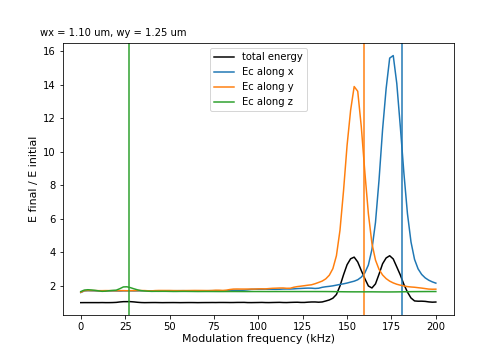 wx = 1.10 um, wy = 1.25 um
16
14
12
10
8
6
4
2
E final / E initial
total energy
Ec along x
Ec along y
Ec along z
0 25 50 75 100 125 150 175 200
Modulation frequency (kHz)